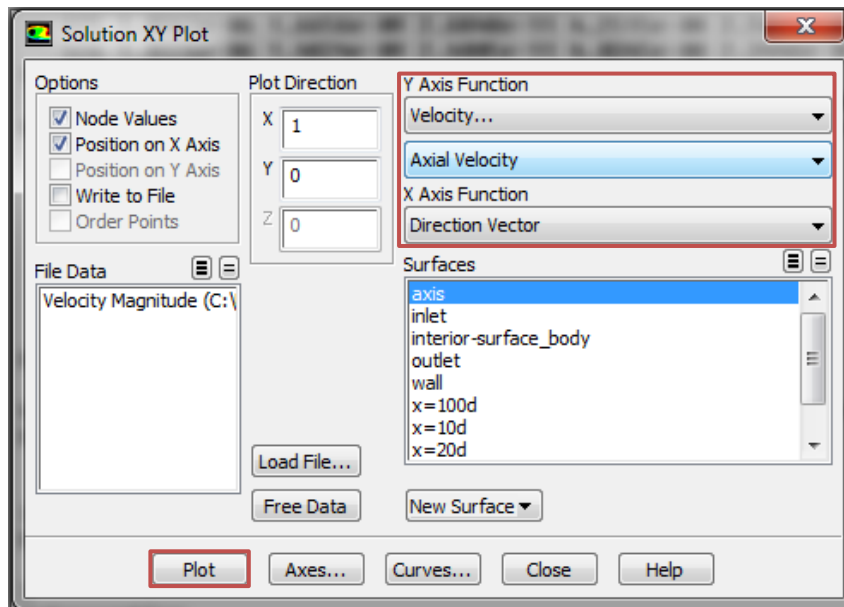 Solution XY Plot
Options
Node Values
Position on X Axis
Position on Y Axis
Write to File
Order Points
Plot Direction
X 1
Y 0
Z 0
Y Axis Function
Velocity...
Axial Velocity
X Axis Function
Direction Vector
File Data
Velocity Magnitude (C:\
Surfaces
axis
inlet
interior-surface_body
outlet
wall
x=100d
x=10d
x=20d
Load File...
Free Data
New Surface
Plot
Axes...
Curves...
Close
Help